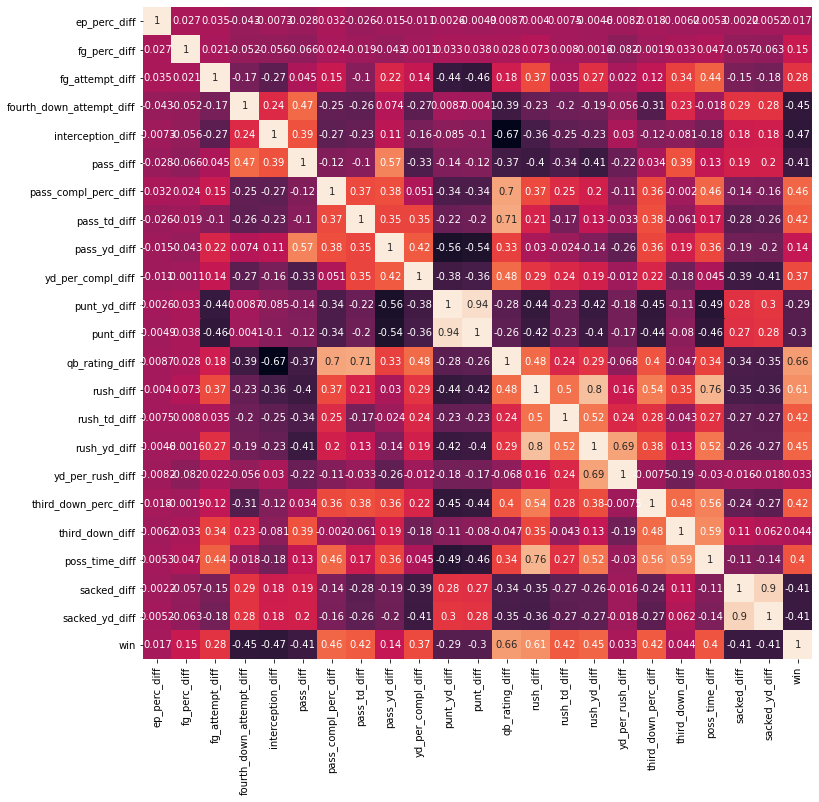 ep_perc_diff 1 0.027 0.035 -0.043 -0.0073 -0.028 -0.032 -0.026 -0.015 -0.011 0.0026 0.0049 0.0087 0.004 0.0075 0.0046 0.0082 0.018 0.0062 0.0053 0.0022 0.0052 0.017
fg_perc_diff -0.027 1 0.021 -0.052 -0.056 -0.066 0.024 -0.019 -0.043 0.0011 0.033 0.038 0.028 0.073 0.008 0.0016 -0.082 0.0019 0.033 0.047 -0.057 -0.063 0.15
fg_attempt_diff -0.035 0.021 1 -0.17 -0.27 0.045 0.15 -0.1 0.22 0.14 -0.44 -0.46 0.18 0.37 0.035 0.27 0.022 0.12 0.34 0.44 -0.15 -0.18 0.28
fourth_down_attempt_diff -0.043 -0.052 -0.17 1 0.24 0.47 -0.25 -0.26 0.074 -0.27 0.0087 0.0041 -0.39 -0.23 -0.2 -0.19 -0.056 -0.31 0.23 -0.018 0.29 0.28 -0.45
interception_diff 0.0073 -0.056 -0.27 0.24 1 0.39 -0.27 -0.23 0.11 -0.16 -0.085 -0.1 -0.67 -0.36 -0.25 -0.23 0.03 -0.12 -0.081 -0.18 0.18 0.18 -0.47
pass_diff -0.028 -0.066 0.045 0.47 0.39 1 -0.12 -0.1 0.57 -0.33 -0.14 -0.12 -0.37 -0.4 -0.34 -0.41 -0.22 0.034 0.39 0.13 0.19 0.2 -0.41
pass_compl_perc_diff -0.032 0.024 0.15 -0.25 -0.27 -0.12 1 0.37 0.38 0.051 -0.34 -0.34 0.7 0.37 0.25 0.2 -0.11 0.36 -0.002 0.46 -0.14 -0.16 0.46
pass_td_diff -0.026 -0.019 -0.1 -0.26 -0.23 -0.1 0.37 1 0.35 0.35 -0.22 -0.2 0.71 0.21 -0.17 0.13 -0.033 0.38 -0.061 0.17 -0.28 -0.26 0.42
pass_yd_diff -0.015 -0.043 0.22 0.074 0.11 0.57 0.38 0.35 1 0.42 -0.56 -0.54 0.33 0.03 -0.024 -0.14 -0.26 0.36 0.19 0.36 -0.19 -0.2 0.14
yd_per_compl_diff -0.011 0.0011 0.14 -0.27 -0.16 -0.33 0.051 0.35 0.42 1 -0.38 -0.36 0.48 0.29 0.24 0.19 -0.012 0.22 -0.18 0.045 -0.39 -0.41 0.37
punt_yd_diff 0.0026 0.033 -0.44 0.0087 -0.085 -0.14 -0.34 -0.22 -0.56 -0.38 1 0.94 -0.28 -0.44 -0.23 -0.42 -0.18 -0.45 -0.11 -0.49 0.28 0.3 -0.29
punt_diff 0.0049 0.038 -0.46 0.0041 -0.1 -0.12 -0.34 -0.2 -0.54 -0.36 0.94 1 -0.26 -0.42 -0.23 -0.4 -0.17 -0.44 -0.08 -0.46 0.27 0.28 -0.3
qb_rating_diff 0.0087 0.028 0.18 -0.39 -0.67 -0.37 0.7 0.71 0.33 0.48 -0.28 -0.26 1 0.48 0.24 0.29 -0.068 0.4 -0.047 0.34 -0.34 -0.35 0.66
rush_diff 0.004 0.073 0.37 -0.23 -0.36 -0.4 0.37 0.21 0.03 0.29 -0.44 -0.42 0.48 1 0.5 0.8 0.16 0.54 0.35 0.76 -0.35 -0.36 0.61
rush_td_diff 0.0075 0.008 0.035 -0.2 -0.25 -0.34 0.25 -0.17 -0.024 0.24 -0.23 -0.23 0.24 0.5 1 0.52 0.24 0.28 -0.043 0.27 -0.27 -0.27 0.42
rush_yd_diff 0.0046 0.0016 0.27 -0.19 -0.23 -0.41 0.2 0.13 -0.14 0.19 -0.42 -0.4 0.29 0.8 0.52 1 0.69 0.38 0.13 0.52 -0.26 -0.27 0.45
yd_per_rush_diff 0.0082 -0.082 0.022 -0.056 0.03 -0.22 -0.11 -0.033 -0.26 -0.012 -0.18 -0.17 -0.068 0.16 0.24 0.69 1 0.0075 -0.19 -0.03 -0.016 0.018 0.033
third_down_perc_diff 0.018 0.0019 0.12 -0.31 -0.12 0.034 0.36 0.38 0.36 0.22 -0.45 -0.44 0.4 0.54 0.28 0.38 0.0075 1 0.48 0.56 -0.24 -0.27 0.42
third_down_diff 0.0062 0.033 0.34 0.23 -0.081 0.39 -0.002 -0.061 0.19 -0.18 -0.11 -0.08 -0.047 0.35 -0.043 0.13 -0.19 0.48 1 0.59 0.11 0.062 0.044
poss_time_diff 0.0053 0.047 0.44 -0.018 -0.18 0.13 0.46 0.17 0.36 0.045 -0.49 -0.46 0.34 0.76 0.27 0.52 -0.03 0.56 0.59 1 -0.11 -0.14 0.4
sacked_diff 0.0022 -0.057 -0.15 0.29 0.18 0.19 -0.14 -0.28 -0.19 -0.39 0.28 0.27 -0.34 -0.35 -0.27 -0.26 -0.016 -0.24 0.11 -0.11 1 0.9 -0.41
sacked_yd_diff 0.0052 -0.063 -0.18 0.28 0.18 0.2 -0.16 -0.26 -0.2 -0.41 0.3 0.28 -0.35 -0.36 -0.27 -0.27 -0.018 -0.27 0.062 -0.14 0.9 1 -0.41
win -0.017 0.15 0.28 -0.45 -0.47 -0.41 0.46 0.42 0.14 0.37 -0.29 -0.3 0.66 0.61 0.42 0.45 0.033 0.42 0.044 0.4 -0.41 -0.41 1
ep_perc_diff
fg_perc_diff
fg_attempt_diff
fourth_down_attempt_diff
interception_diff
pass_diff
pass_compl_perc_diff
pass_td_diff
pass_yd_diff
yd_per_compl_diff
punt_yd_diff
punt_diff
qb_rating_diff
rush_diff
rush_td_diff
rush_yd_diff
yd_per_rush_diff
third_down_perc_diff
third_down_diff
poss_time_diff
sacked_diff
sacked_yd_diff
win